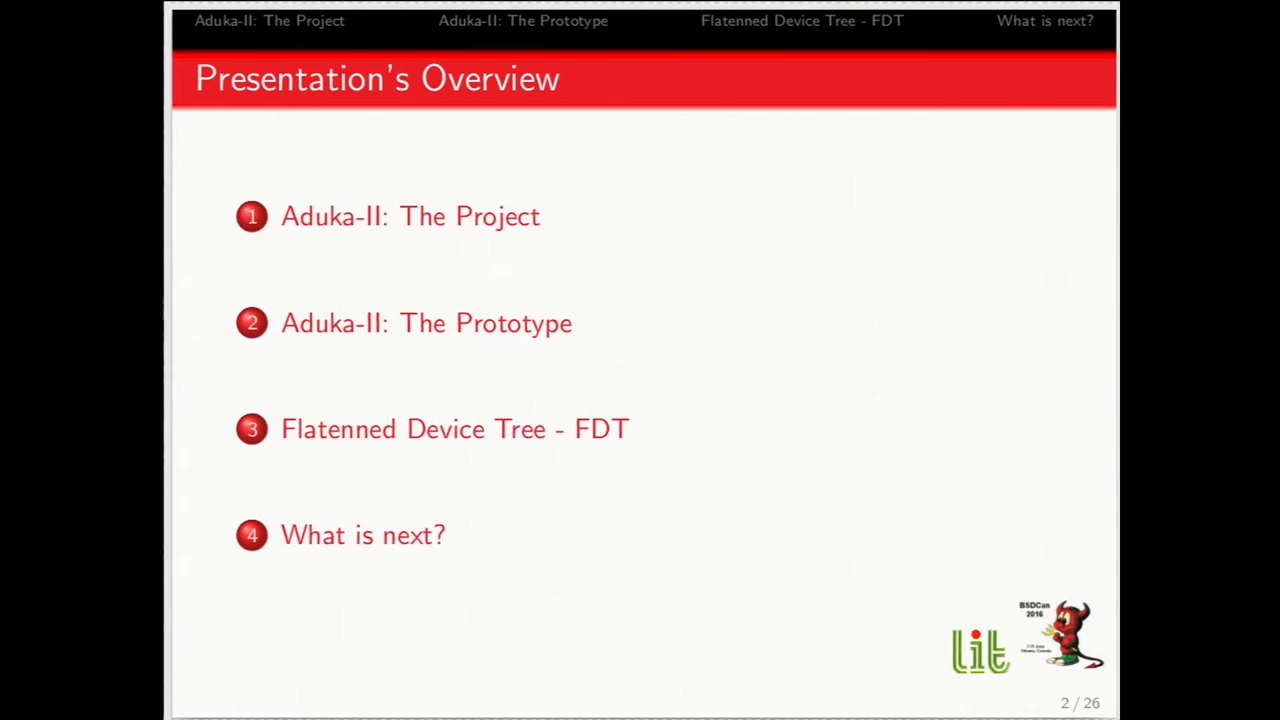 Aduka-II: The Project Aduka-II: The Prototype Flatenned Device Tree - FDT What is next?
Presentation's Overview
1 Aduka-II: The Project
2 Aduka-II: The Prototype
3 Flatenned Device Tree - FDT
4 What is next?
BSDCan
2016
lit
2 / 26